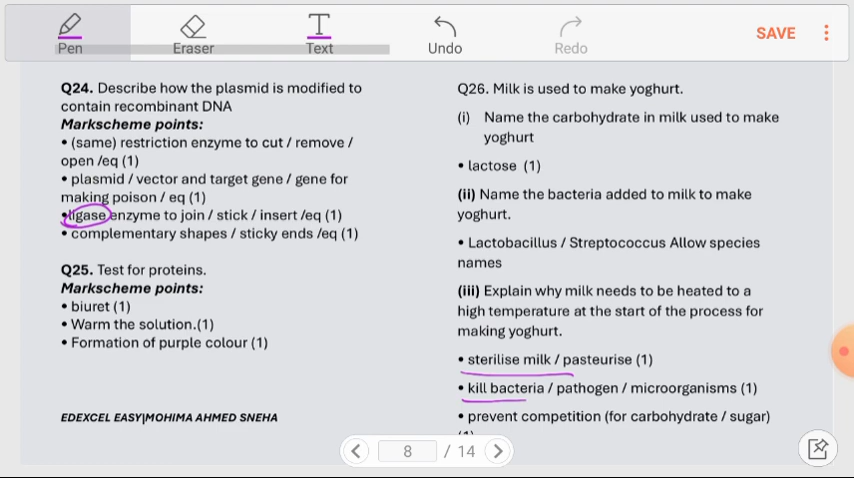 Pen
Eraser
Text
Undo
Redo
SAVE
Q24. Describe how the plasmid is modified to
contain recombinant DNA
Markscheme points:
• (same) restriction enzyme to cut / remove /
open /eq (1)
• plasmid / vector and target gene / gene for
making poison / eq (1)
•ligase enzyme to join / stick / insert /eq (1)
• complementary shapes / sticky ends /eq (1)
Q25. Test for proteins.
Markscheme points:
• biuret (1)
• Warm the solution.(1)
• Formation of purple colour (1)
EDEXCEL EASY|MOHIMA AHMED SNEHA
Q26. Milk is used to make yoghurt.
(i) Name the carbohydrate in milk used to make
yoghurt
• lactose (1)
(ii) Name the bacteria added to milk to make
yoghurt.
• Lactobacillus / Streptococcus Allow species
names
(iii) Explain why milk needs to be heated to a
high temperature at the start of the process for
making yoghurt.
• sterilise milk / pasteurise (1)
• kill bacteria / pathogen / microorganisms (1)
• prevent competition (for carbohydrate / sugar)
8 / 14